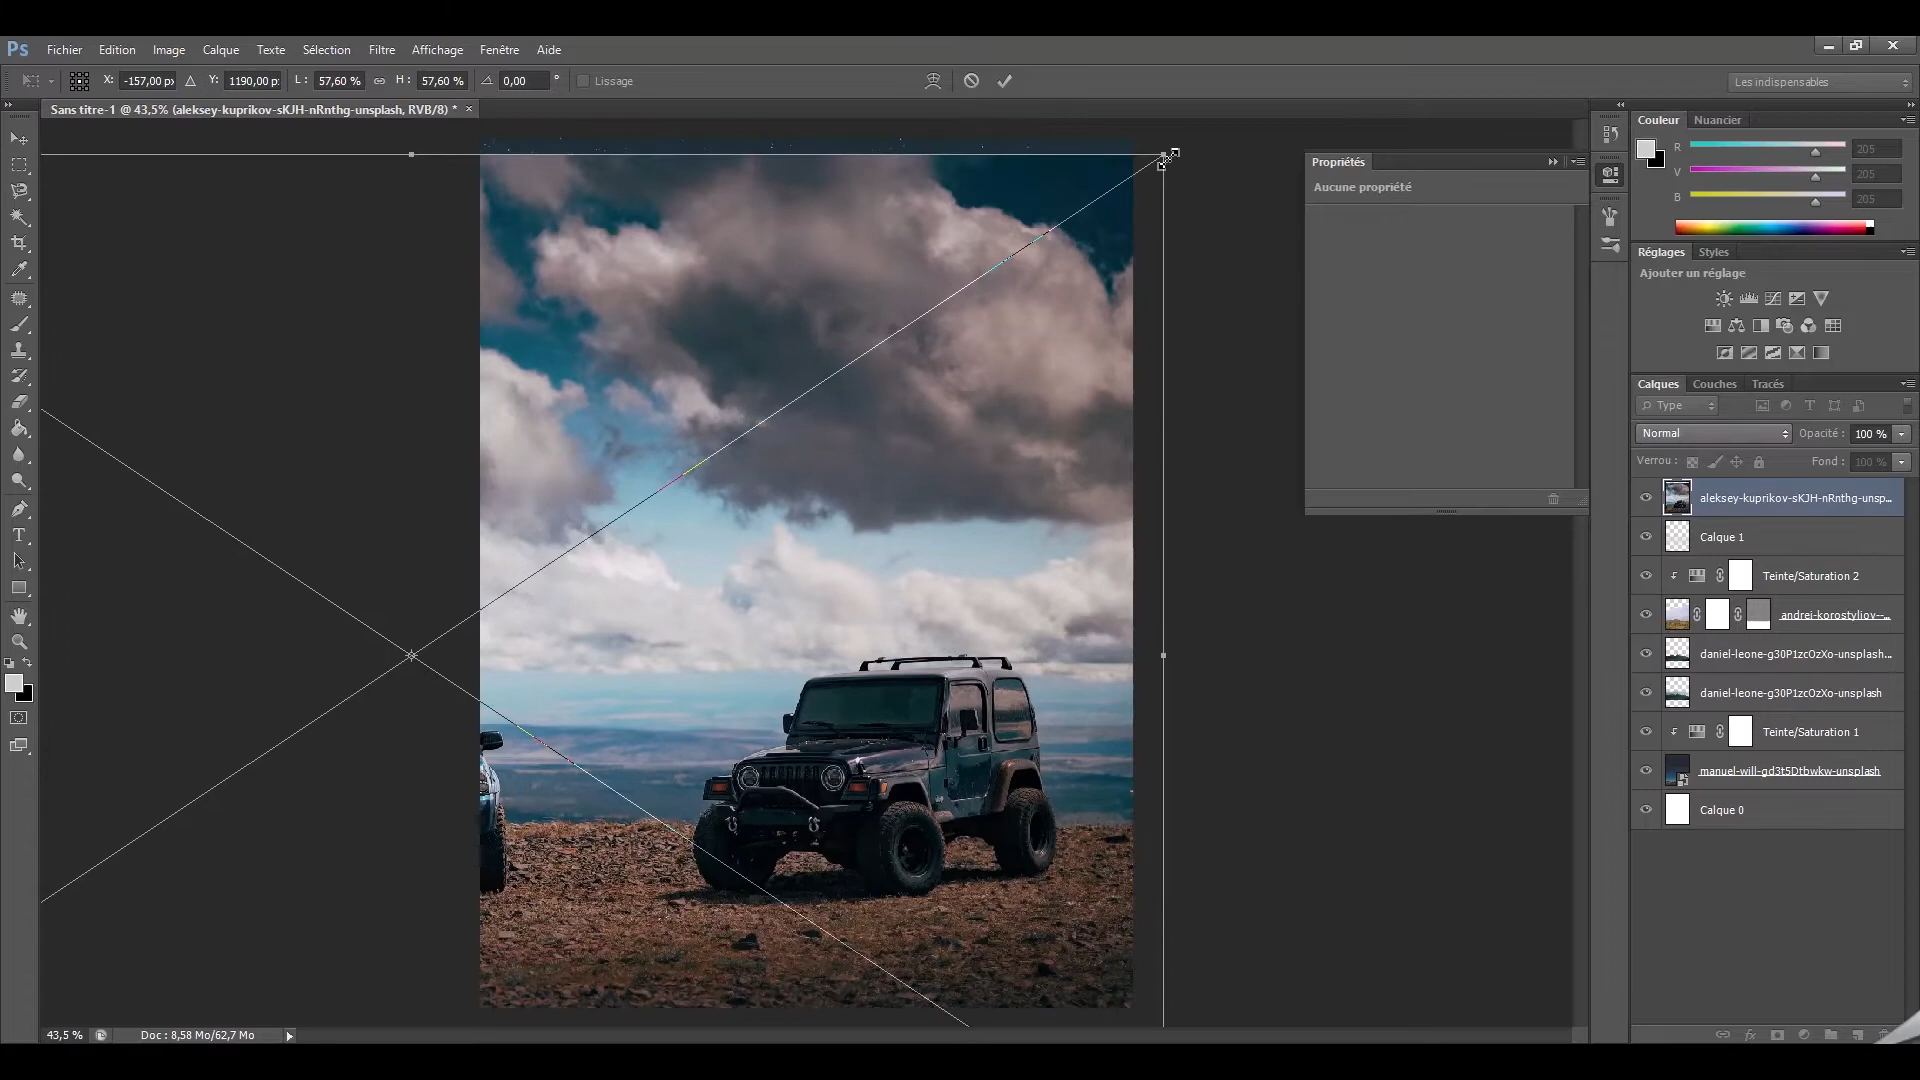 Ps Fichier Edition Image Calque Texte Sélection Filtre Affichage Fenêtre Aide
X: -157,00 px Y: 1190,00 p: L: 57,60 % H: 57,60 % 0,00 ° Lissage Les indispensables
Sans titre-1 @ 43,5% (aleksey-kuprikov-sKJH-nRnthg-unsplash, RVB/8) * ×
Couleur Nuancier
R 205
V 205
B 205
Propriétés
Aucune propriété
Réglages Styles
Ajouter un réglage
Calques Couches Tracés
Type
Normal Opacité : 100 %
Verrou : Fond : 100 %
aleksey-kuprikov-sKJH-nRnthg-unsp...
Calque 1
Teinte/Saturation 2
andrei-korostyliov--...
daniel-leone-g30P1zcOzXo-unsplash...
daniel-leone-g30P1zcOzXo-unsplash
Teinte/Saturation 1
manuel-will-gd3t5Dtbwkw-unsplash
Calque 0
43,5 % Doc : 8,58 Mo/62,7 Mo